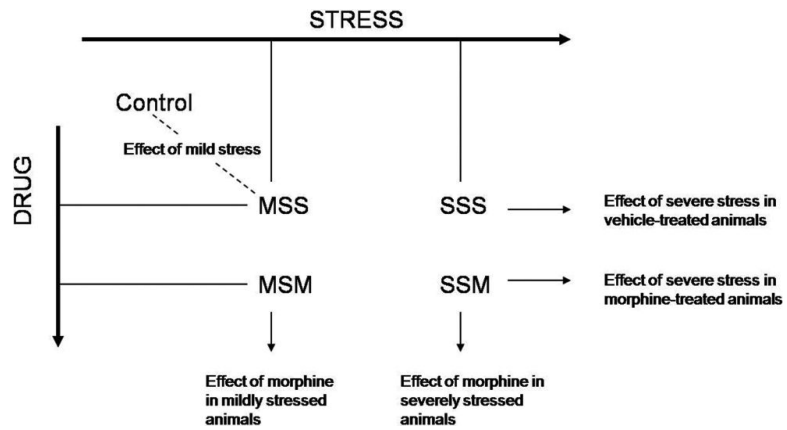 STRESS
Control
Effect of mild stress
DRUG
MSS
SSS
Effect of severe stress in
vehicle-treated animals
MSM
SSM
Effect of severe stress in
morphine-treated animals
Effect of morphine
in mildly stressed
animals
Effect of morphine in
severely stressed
animals